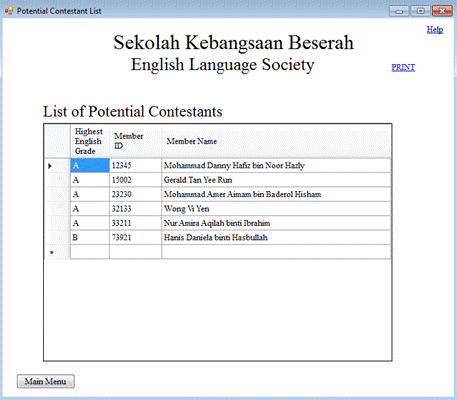 Potential Contestant List
Help
Sekolah Kebangsaan Beserah
English Language Society
PRINT
List of Potential Contestants
Highest English Grade Member ID Member Name
A 12345 Mohammad Danny Hafiz bin Noor Hazly
A 15002 Gerald Tan Yee Run
A 23230 Mohammad Amer Aimam bin Baderol Hisham
A 32133 Wong Vi Yen
A 33211 Nur Amira Aqilah binti Ibrahim
B 73921 Hanis Daniela binti Hasbullah
Main Menu